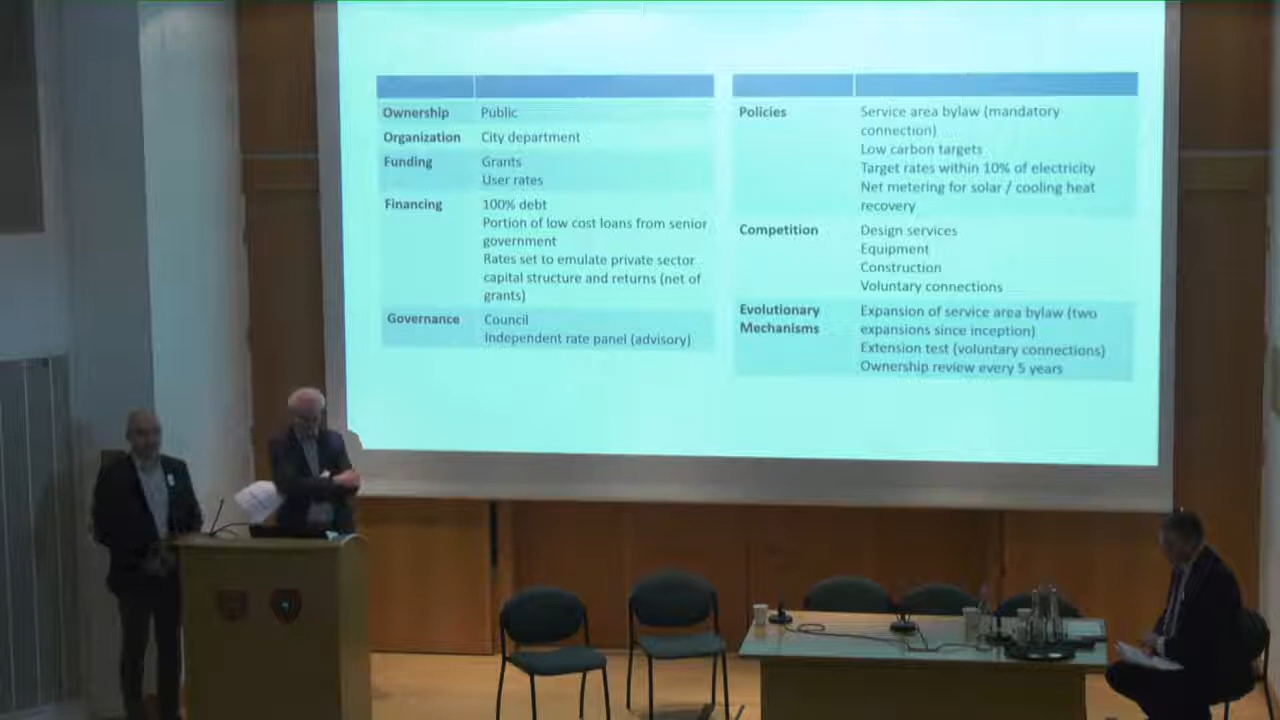 Ownership Public
Organization City department
Funding Grants
User rates
Financing 100% debt
Portion of low cost loans from senior
government
Rates set to emulate private sector
capital structure and returns (net of
grants)
Governance Council
Independent rate panel (advisory)
Policies Service area bylaw (mandatory
connection)
Low carbon targets
Target rates within 10% of electricity
Net metering for solar / cooling heat
recovery
Competition Design services
Equipment
Construction
Voluntary connections
Evolutionary Expansion of service area bylaw (two
Mechanisms expansions since inception)
Extension test (voluntary connections)
Ownership review every 5 years